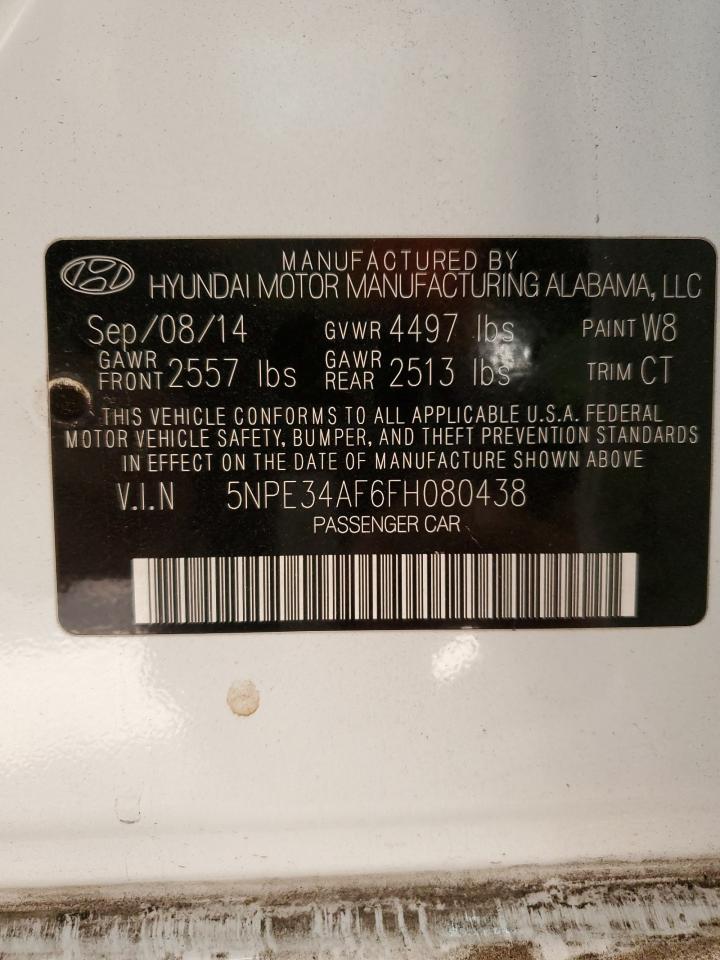 MANUFACTURED BY
HYUNDAI MOTOR MANUFACTURING ALABAMA, LLC
Sep/08/14 GVWR 4497 lbs PAINT W8
GAWR FRONT 2557 lbs GAWR REAR 2513 lbs TRIM CT
THIS VEHICLE CONFORMS TO ALL APPLICABLE U.S.A. FEDERAL
MOTOR VEHICLE SAFETY, BUMPER, AND THEFT PREVENTION STANDARDS
IN EFFECT ON THE DATE OF MANUFACTURE SHOWN ABOVE
V.I.N 5NPE34AF6FH080438
PASSENGER CAR